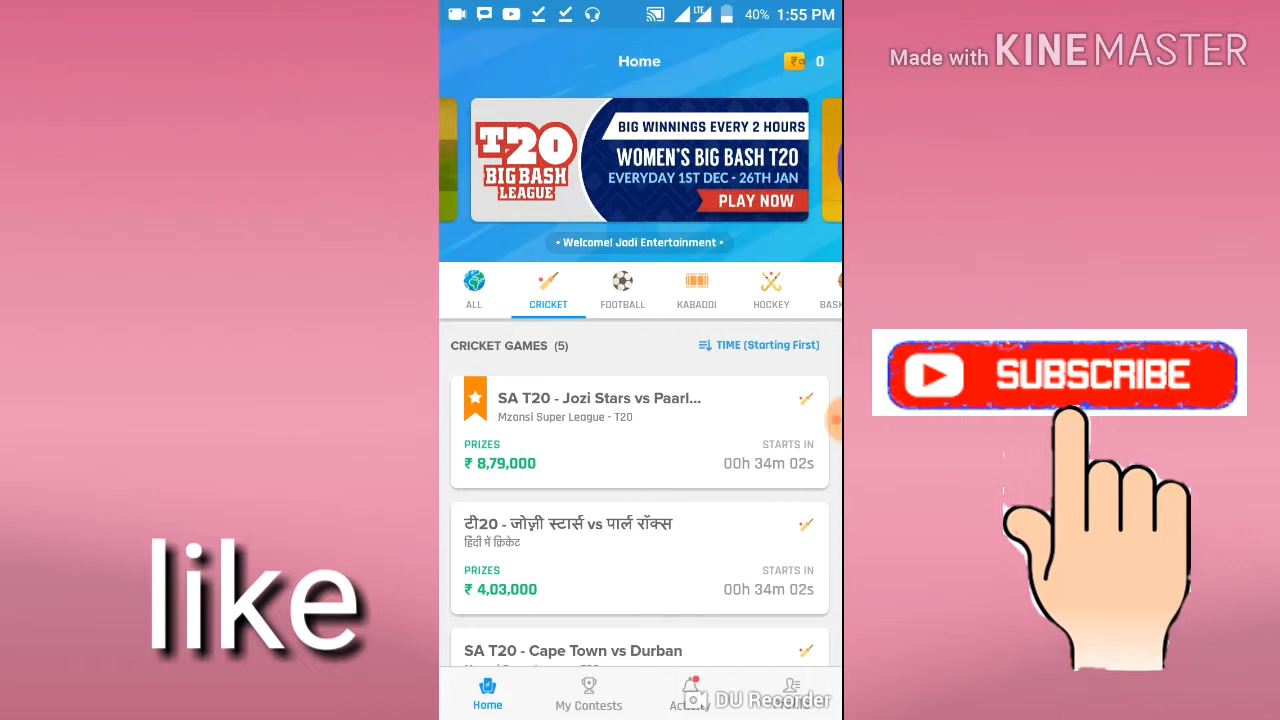 40% 1:55 PM
LTE
Made with KINEMASTER
Home
0
T20
BIG BASH
LEAGUE
BIG WINNINGS EVERY 2 HOURS
WOMEN'S BIG BASH T20
EVERYDAY 1ST DEC - 26TH JAN
PLAY NOW
• Welcome! Jadi Entertainment •
ALL
CRICKET
FOOTBALL
KABADDI
HOCKEY
BASK
CRICKET GAMES (5)
TIME (Starting First)
SA T20 - Jozi Stars vs Paarl...
Mzansi Super League - T20
PRIZES
STARTS IN
₹ 8,79,000
00h 34m 02s
SUBSCRIBE
टी20 - जोज़ी स्टार्स vs पार्ल रॉक्स
हिंदी में क्रिकेट
PRIZES
STARTS IN
₹ 4,03,000
00h 34m 02s
like
SA T20 - Cape Town vs Durban
Home
My Contests
DU Recorder